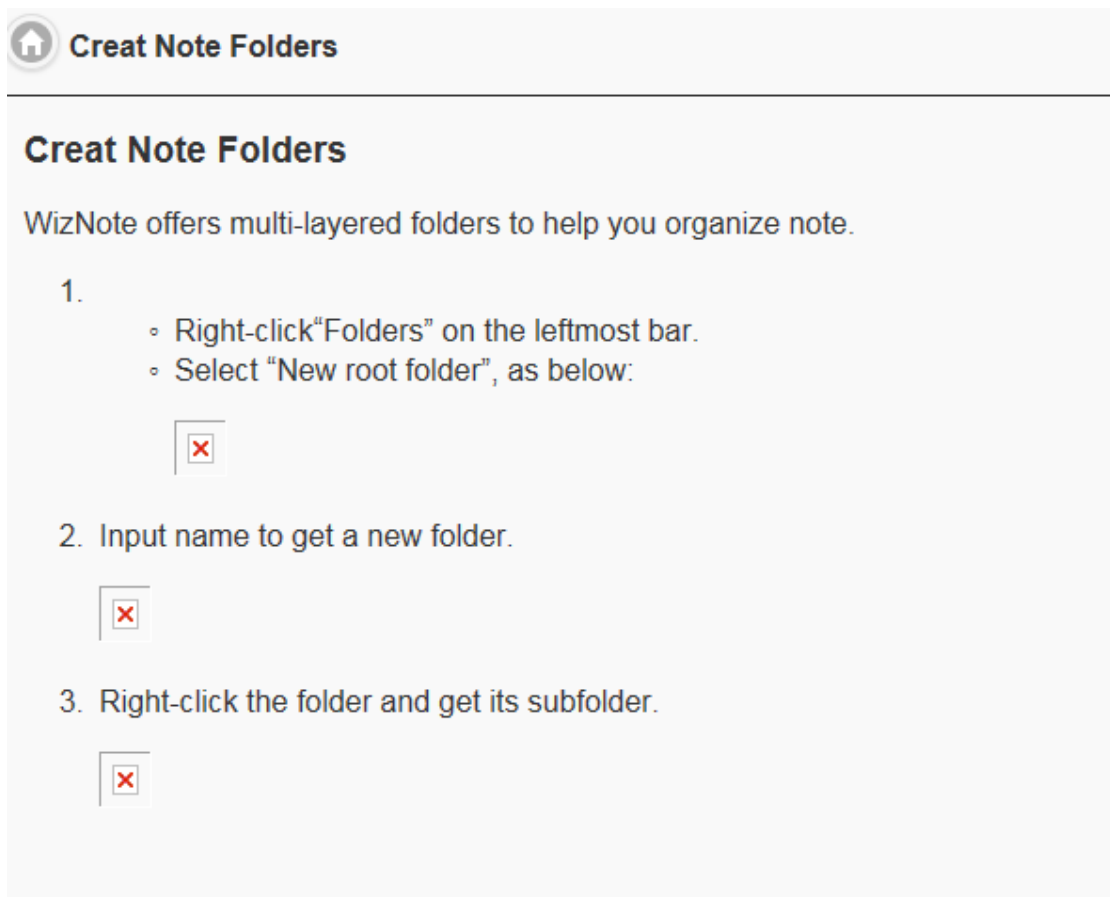 Creat Note Folders
Creat Note Folders
WizNote offers multi-layered folders to help you organize note.
1.
◦ Right-click“Folders” on the leftmost bar.
◦ Select “New root folder”, as below:
2. Input name to get a new folder.
3. Right-click the folder and get its subfolder.